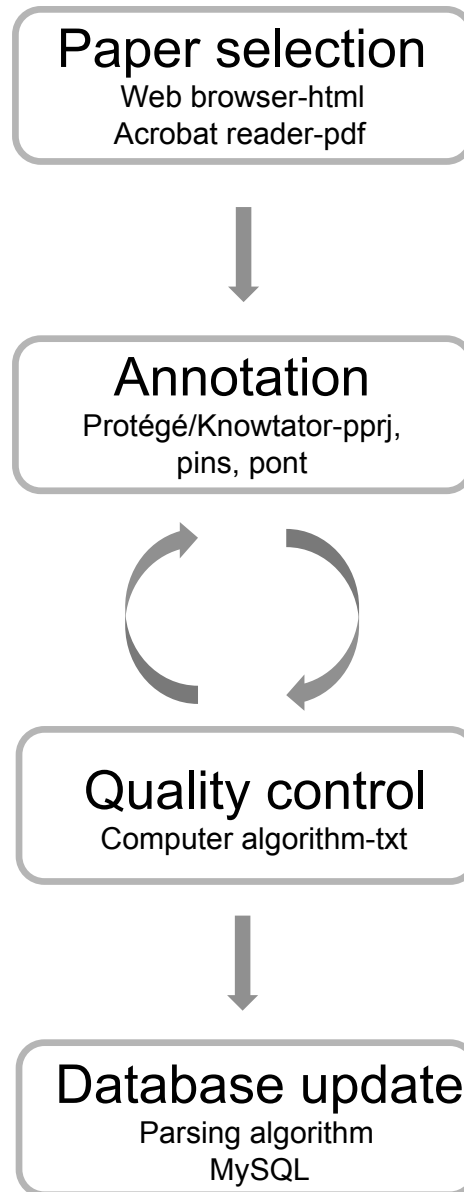 Paper selection
Web browser-html
Acrobat reader-pdf
Annotation
Protégé/Knowtator-pprj,
pins, pont
Quality control
Computer algorithm-txt
Database update
Parsing algorithm
MySQL